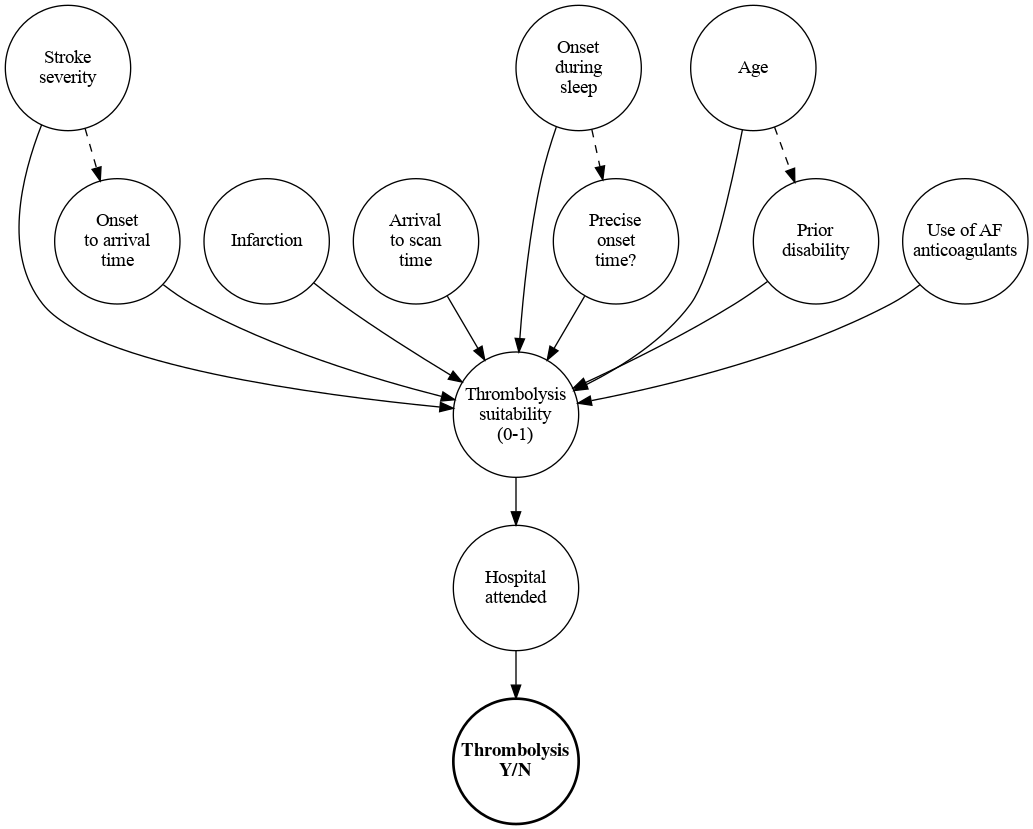 Stroke
severity
Onset
during
sleep
Age
Onset
to arrival
time
Infarction
Arrival
to scan
time
Precise
onset
time?
Prior
disability
Use of AF
anticoagulants
Thrombolysis
suitability
(0-1)
Hospital
attended
Thrombolysis
Y/N